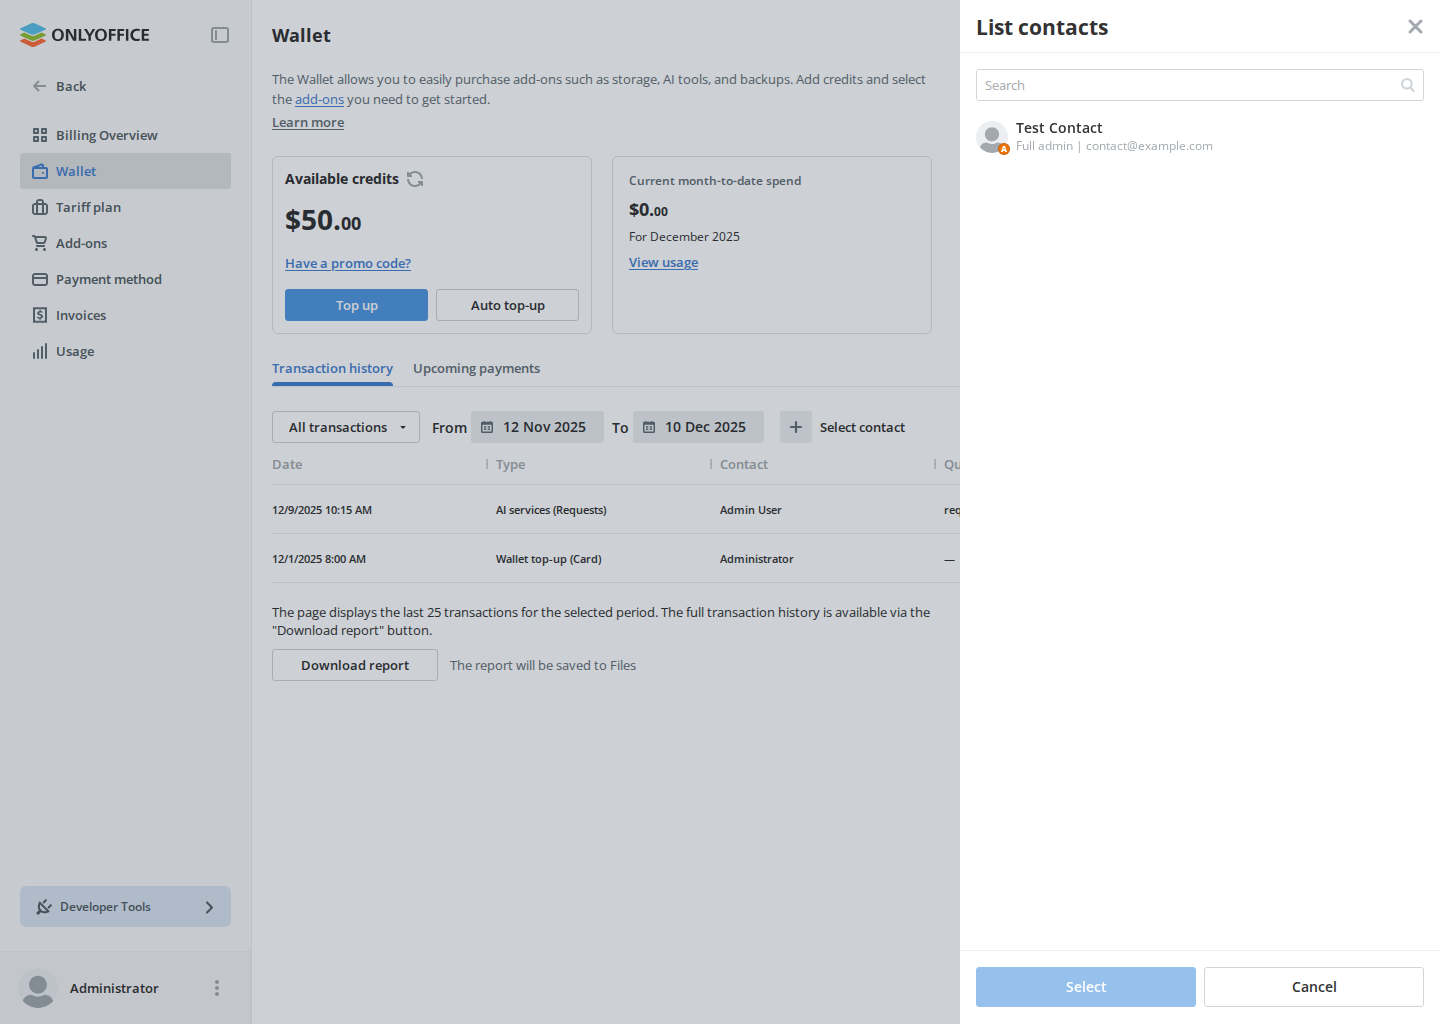 ONLYOFFICE
Back
Billing Overview
Wallet
Tariff plan
Add-ons
Payment method
Invoices
Usage
Developer Tools
Administrator
Wallet
The Wallet allows you to easily purchase add-ons such as storage, AI tools, and backups. Add credits and select
the add-ons you need to get started.
Learn more
Available credits
$50.00
Have a promo code?
Top up
Auto top-up
Current month-to-date spend
$0.00
For December 2025
View usage
Transaction history
Upcoming payments
All transactions
From
12 Nov 2025
To
10 Dec 2025
Select contact
Date
Type
Contact
Qu
12/9/2025 10:15 AM
AI services (Requests)
Admin User
req
12/1/2025 8:00 AM
Wallet top-up (Card)
Administrator
—
The page displays the last 25 transactions for the selected period. The full transaction history is available via the
"Download report" button.
Download report
The report will be saved to Files
List contacts
Search
Test Contact
A
Full admin | contact@example.com
Select
Cancel